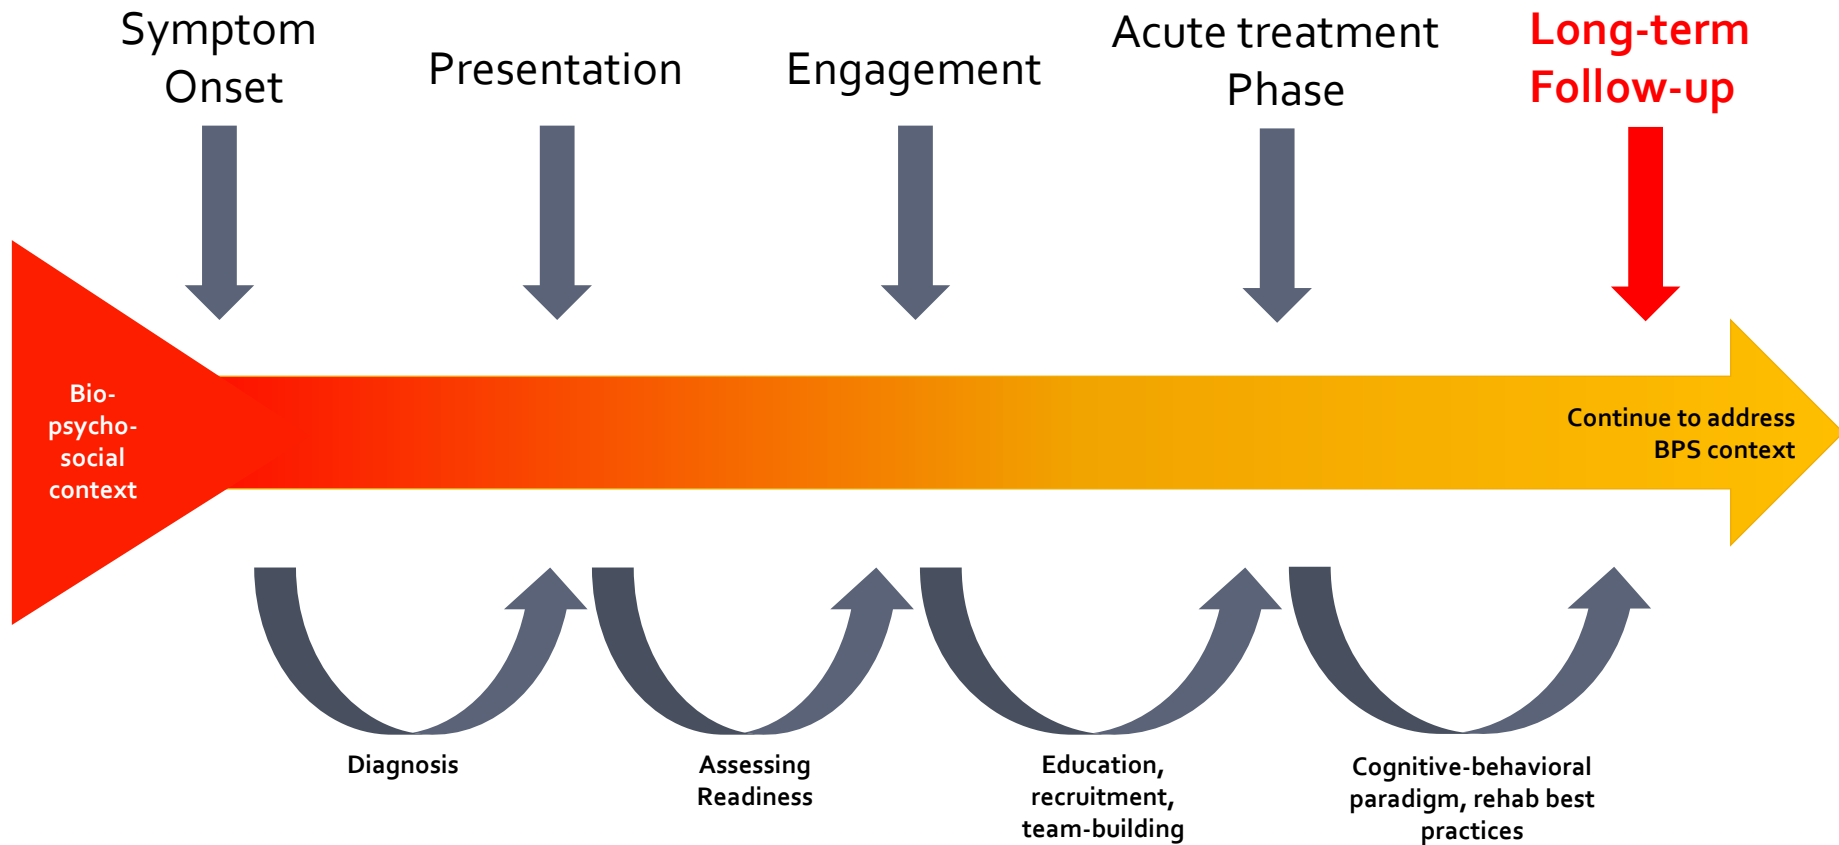 Symptom
Onset
Presentation
Engagement
Acute treatment
Phase
Long-term
Follow-up
Bio-
psycho-
social
context
Continue to address
BPS context
Diagnosis
Assessing
Readiness
Education,
recruitment,
team-building
Cognitive-behavioral
paradigm, rehab best
practices